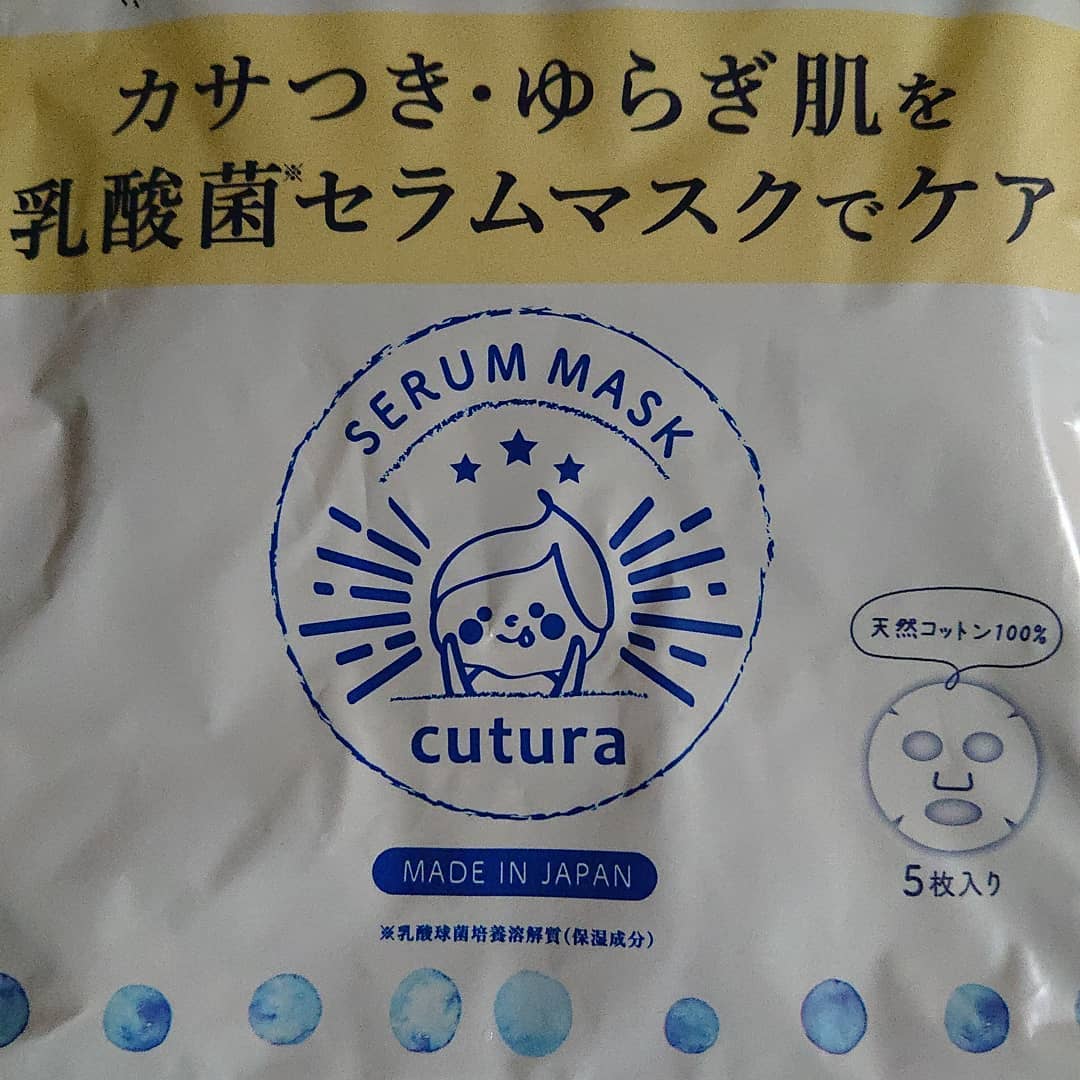 カサつき・ゆらぎ肌を
乳酸菌※セラムマスクでケア
SERUM MASK
cutura
天然コットン100%
5枚入り
MADE IN JAPAN
※乳酸球菌培養溶解質(保湿成分)